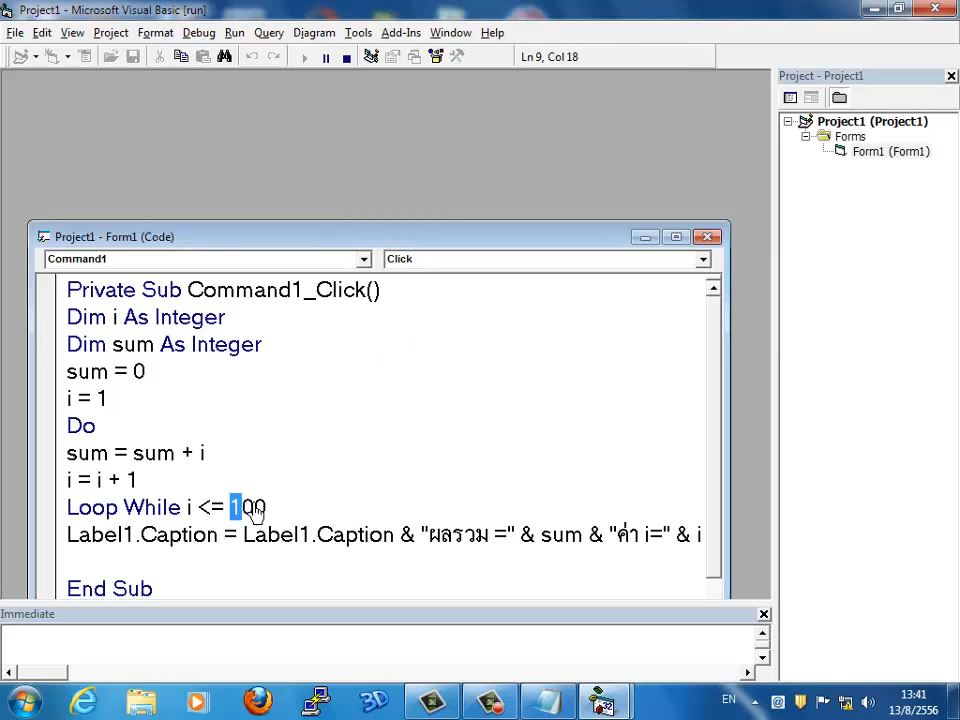 Project1 - Microsoft Visual Basic [run]
File Edit View Project Format Debug Run Query Diagram Tools Add-Ins Window Help
Ln 9, Col 18
Project - Project1
Project1 (Project1)
Forms
Form1 (Form1)
Project1 - Form1 (Code)
Command1 Click
Private Sub Command1_Click()
Dim i As Integer
Dim sum As Integer
sum = 0
i = 1
Do
sum = sum + i
i = i + 1
Loop While i <= 100
Label1.Caption = Label1.Caption & "ผลรวม =" & sum & "ค่า i=" & i
End Sub
Immediate
3D
32
EN
13:41
13/8/2556